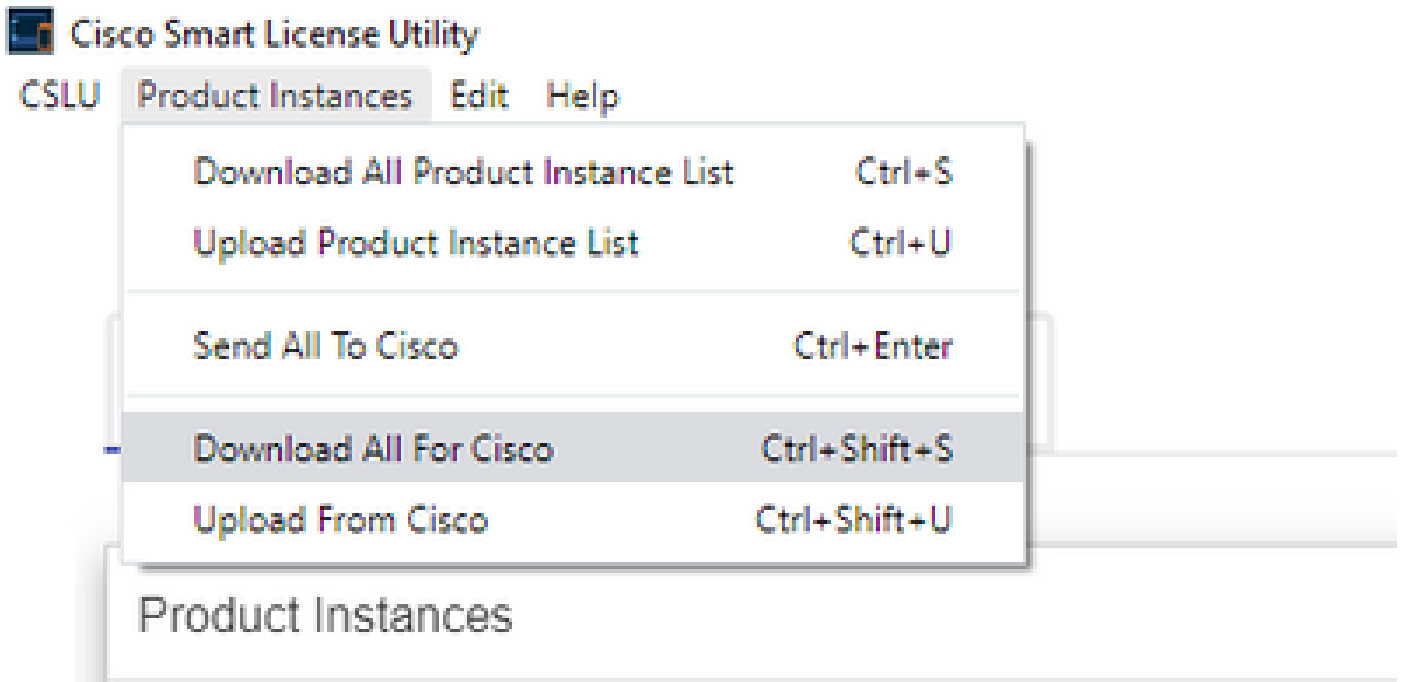 Cisco Smart License Utility
CSLU Product Instances Edit Help
Download All Product Instance List Ctrl+S
Upload Product Instance List Ctrl+U
Send All To Cisco Ctrl+Enter
Download All For Cisco Ctrl+Shift+S
Upload From Cisco Ctrl+Shift+U
Product Instances